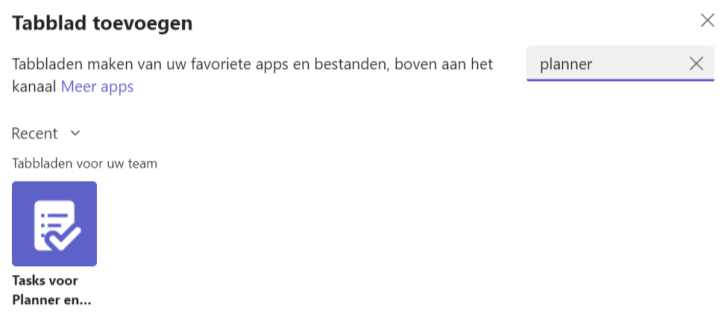 Tabblad toevoegen
Tabbladen maken van uw favoriete apps en bestanden, boven aan het
kanaal Meer apps
planner
Recent
Tabbladen voor uw team
Tasks voor
Planner en...